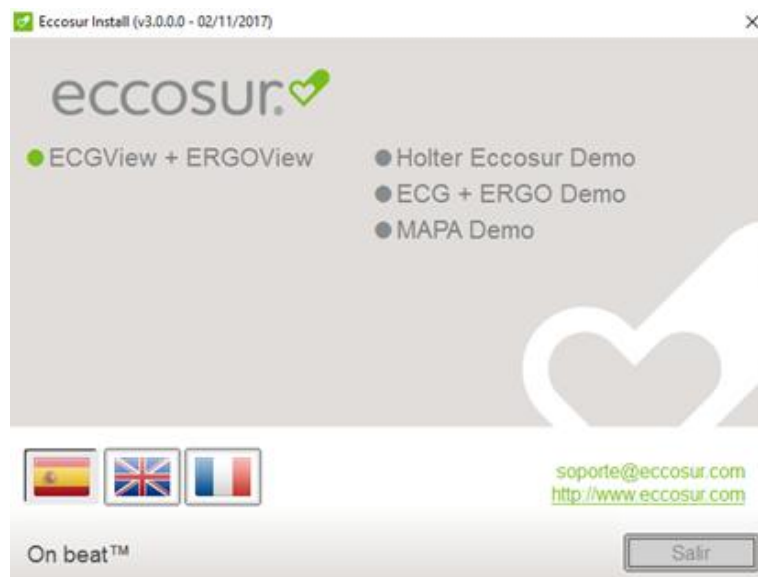 Eccosur Install (v3.0.0.0 - 02/11/2017)
eccosur.
ECGView + ERGOView
Holter Eccosur Demo
ECG + ERGO Demo
MAPA Demo
soporte@eccosur.com
http://www.eccosur.com
On beat™
Salir